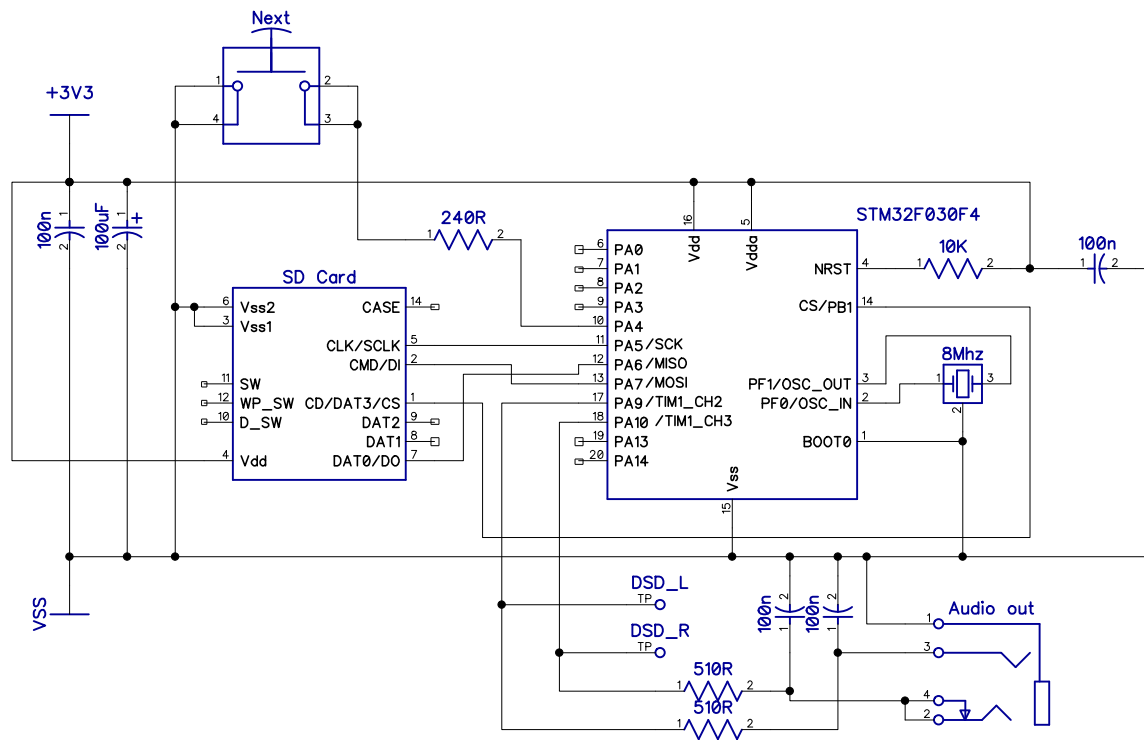 Next
1
2
4
3
+3V3
1
100n
2
1
100uF
+
2
1
240R
2
STM32F030F4
16
Vdd
5
Vdda
6
PA0
7
PA1
8
PA2
9
PA3
10
PA4
11
PA5/SCK
12
PA6/MISO
13
PA7/MOSI
17
PA9/TIM1_CH2
18
PA10/TIM1_CH3
19
PA13
20
PA14
NRST
4
CS/PB1
14
PF1/OSC_OUT
3
PF0/OSC_IN
2
BOOT0
1
Vss
15
1
10K
2
1
100n
2
8Mhz
1
3
2
SD Card
6
Vss2
3
Vss1
11
SW
12
WP_SW
10
D_SW
4
Vdd
CASE
14
CLK/SCLK
5
CMD/DI
2
CD/DAT3/CS
1
DAT2
9
DAT1
8
DAT0/DO
7
VSS
DSD_L
TP
DSD_R
TP
2
100n
1
2
100n
1
1
510R
2
1
510R
2
Audio out
1
3
4
2